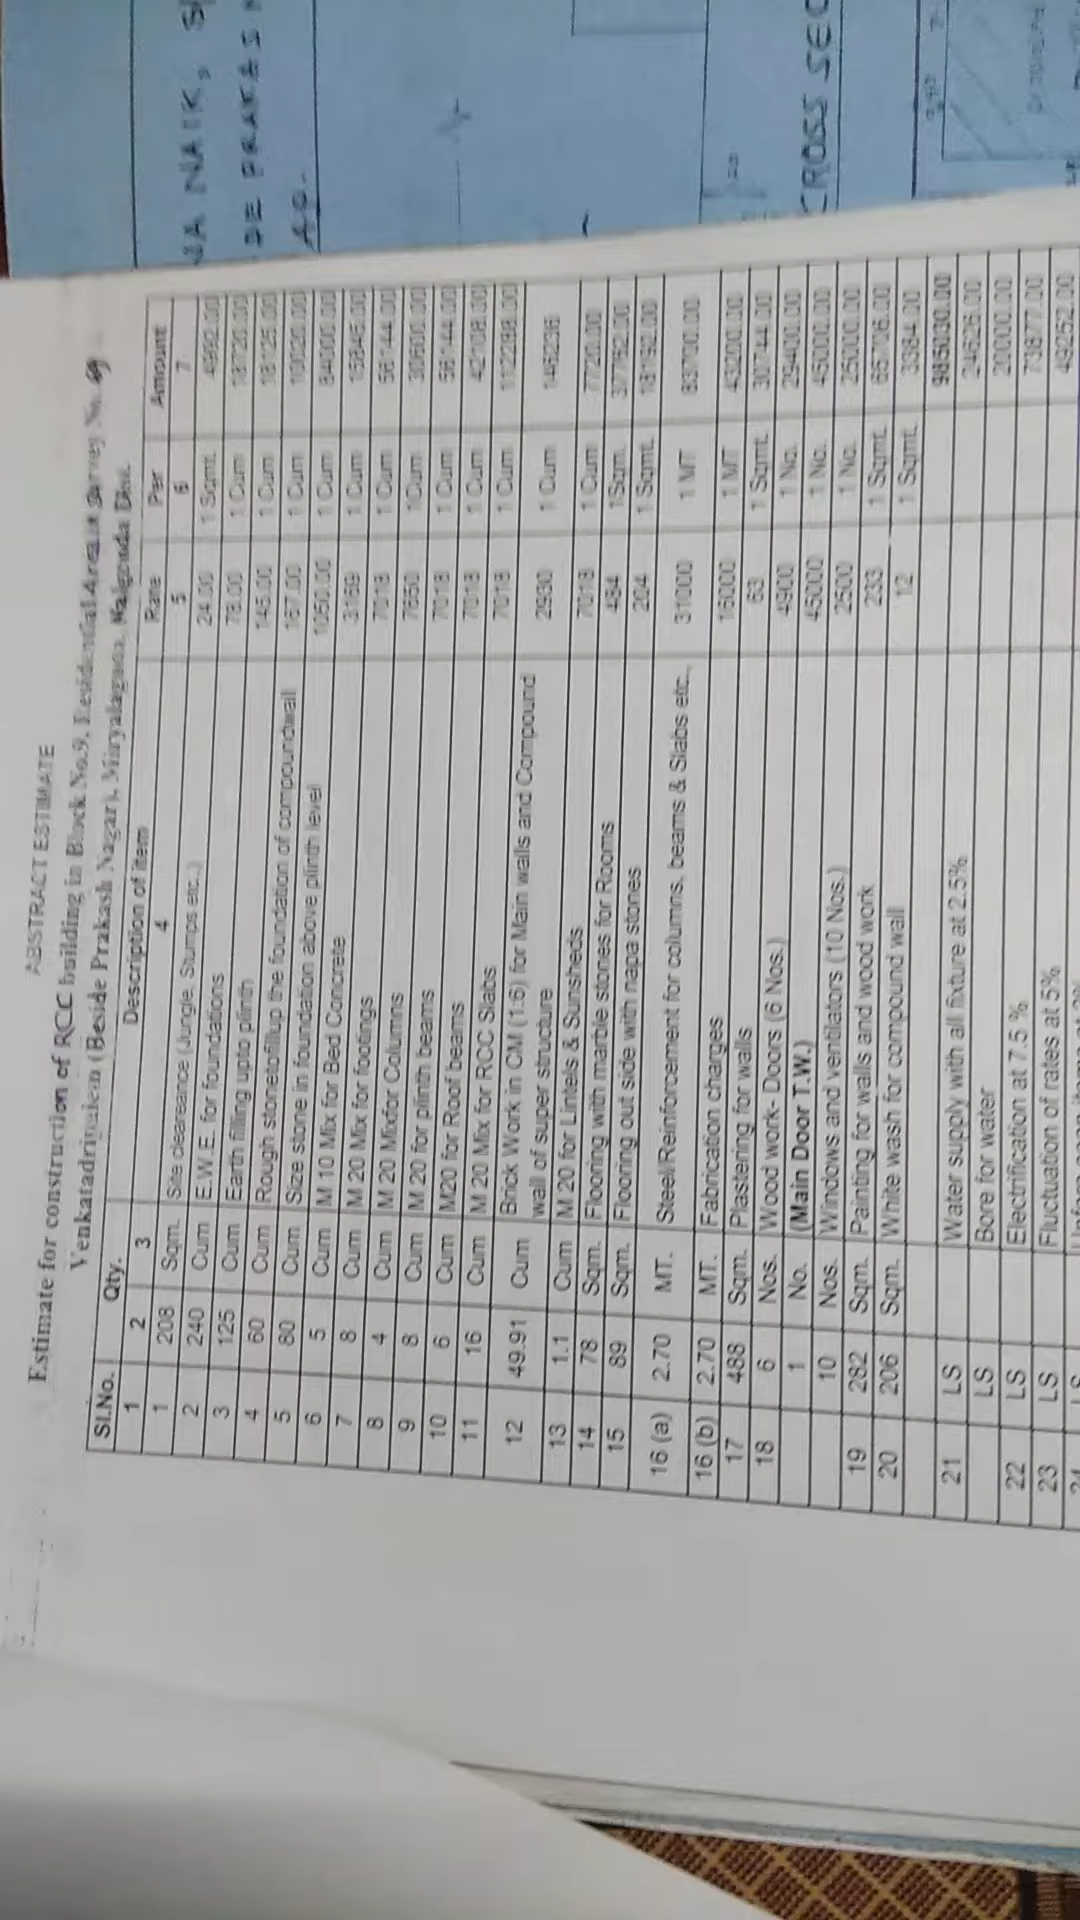 ABSTRACT ESTIMATE
Estimate for construction of RCC building in Block No.9, Residential Area Survey No.
Venkatadripalem (Beside Prakash Nagar), Miryalaguda, Nalgonda Dist.
Sl.No. Qty. Description of item Rate Per Amount
1 2 3 4 5 6 7
1 208 Sqm. Site cleareance (Jungle, Stumps etc.,) 24.00 1 Sqmt. 4992.00
2 240 Cum E.W.E. for foundations 78.00 1 Cum 18720.00
3 125 Cum Earth filling upto plinth 145.00 1 Cum 18125.00
4 60 Cum Rough stonetofillup the foundation of compoundwall 167.00 1 Cum 10020.00
5 80 Cum Size stone in foundation above plinth level 1050.00 1 Cum 84000.00
6 5 Cum M 10 Mix for Bed Concrete 3169 1 Cum 15845.00
7 8 Cum M 20 Mix for footings 7018 1 Cum 56144.00
8 4 Cum M 20 Mixfor Columns 7650 1 Cum 30600.00
9 8 Cum M 20 for plinth beams 7018 1 Cum 56144.00
10 6 Cum M20 for Roof beams 7018 1 Cum 42108.00
11 16 Cum M 20 Mix for RCC Slabs 7018 1 Cum 112288.00
12 49.91 Cum Brick Work in CM (1:6) for Main walls and Compound
wall of super structure 2930 1 Cum 146236
13 1.1 Cum M 20 for Lintels & Sunsheds 7018 1 Cum 7720.00
14 78 Sqm. Flooring with marble stones for Rooms 484 1Sqm. 37752.00
15 89 Sqm. Flooring out side with napa stones 204 1 Sqmt. 18192.00
16 (a) 2.70 MT. Steel/Reinforcement for columns, beams & Slabs etc., 31000 1 MT 83700.00
16 (b) 2.70 MT. Fabrication charges 16000 1 MT 43200.00
17 488 Sqm. Plastering for walls 63 1 Sqmt. 30744.00
18 6 Nos. Wood work- Doors (6 Nos.) 4900 1 No. 29400.00
1 No. (Main Door T.W.) 45000 1 No. 45000.00
10 Nos. Windows and ventilators (10 Nos.) 2500 1 No. 25000.00
19 282 Sqm. Painting for walls and wood work 233 1 Sqmt. 65706.00
20 206 Sqm. White wash for compound wall 12 1 Sqmt. 3384.00
985030.00
21 LS Water supply with all fixture at 2.5% 24626.00
LS Bore for water 20000.00
22 LS Electrification at 7.5 % 73877.00
23 LS Fluctuation of rates at 5% 49252.00
24 LS
NAIK,
DE PRAKAS
CROSS SEC